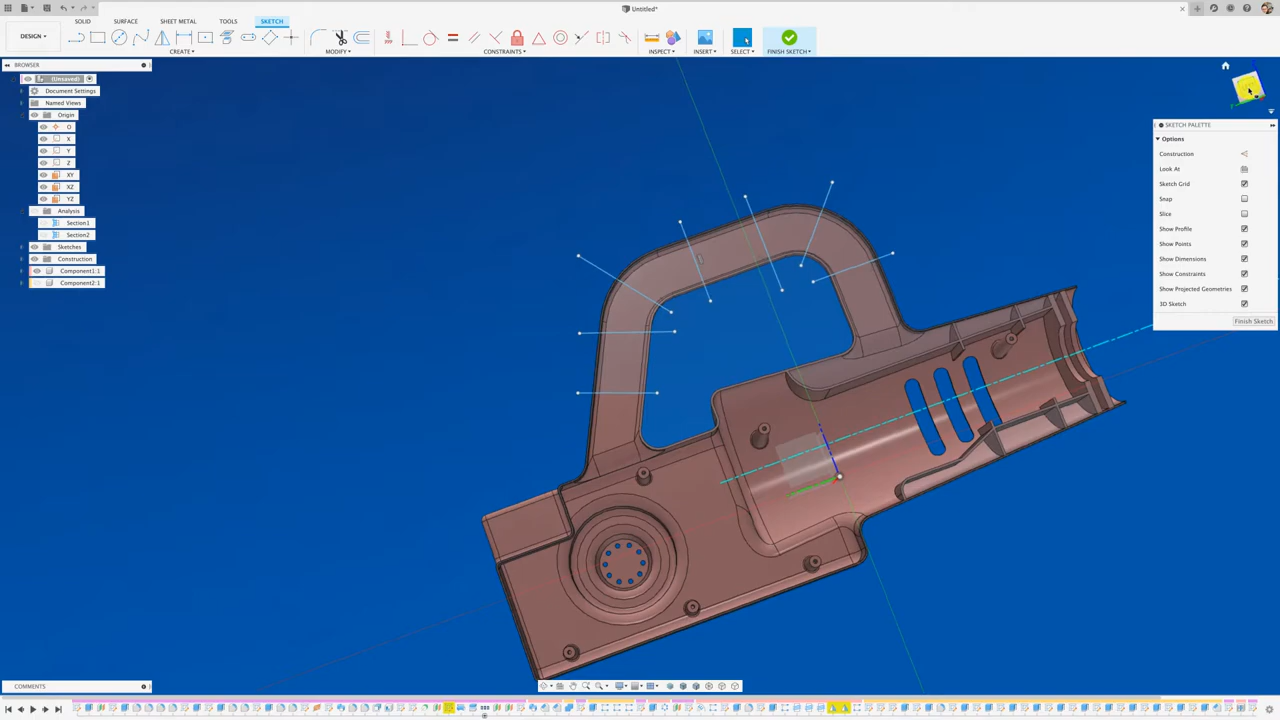 Untitled*
DESIGN
SOLID
SURFACE
SHEET METAL
TOOLS
SKETCH
CREATE
MODIFY
CONSTRAINTS
INSPECT
INSERT
SELECT
FINISH SKETCH
BROWSER
(Unsaved)
Document Settings
Named Views
Origin
O
X
Y
Z
XY
XZ
YZ
Analysis
Section1
Section2
Sketches
Construction
Component1:1
Component2:1
SKETCH PALETTE
Options
Construction
Look At
Sketch Grid
Snap
Slice
Show Profile
Show Points
Show Dimensions
Show Constraints
Show Projected Geometries
3D Sketch
Finish Sketch
COMMENTS